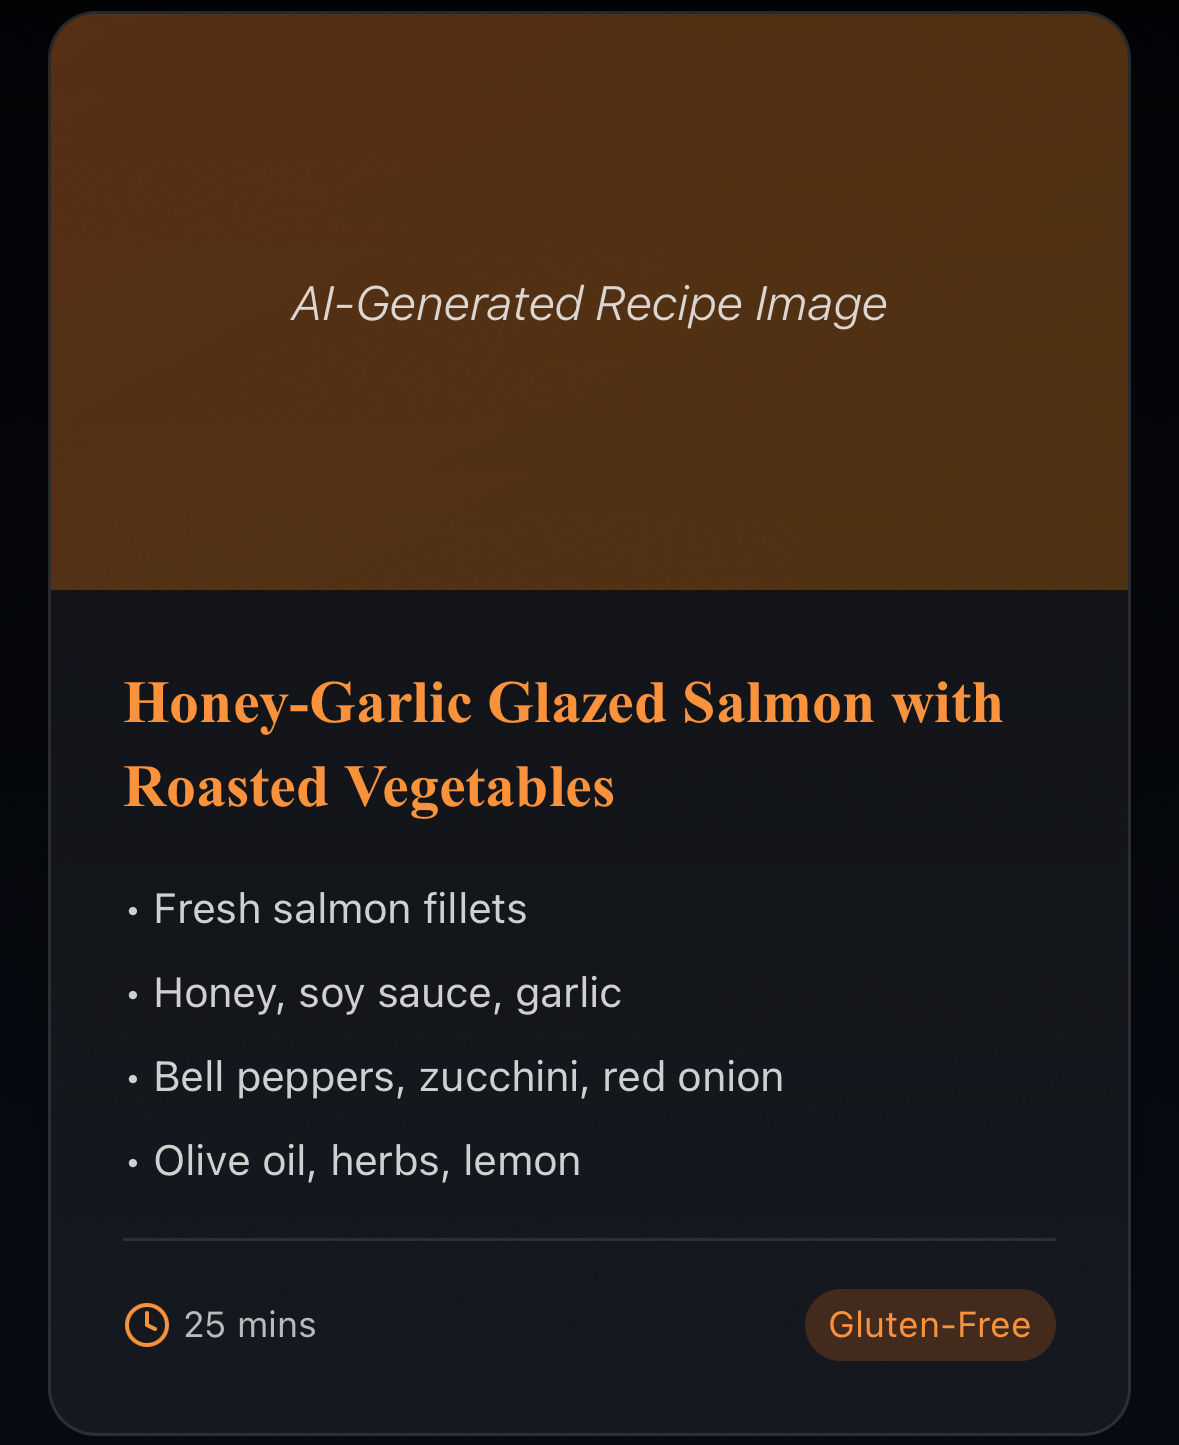 AI-Generated Recipe Image
Honey-Garlic Glazed Salmon with
Roasted Vegetables
• Fresh salmon fillets
• Honey, soy sauce, garlic
• Bell peppers, zucchini, red onion
• Olive oil, herbs, lemon
25 mins
Gluten-Free